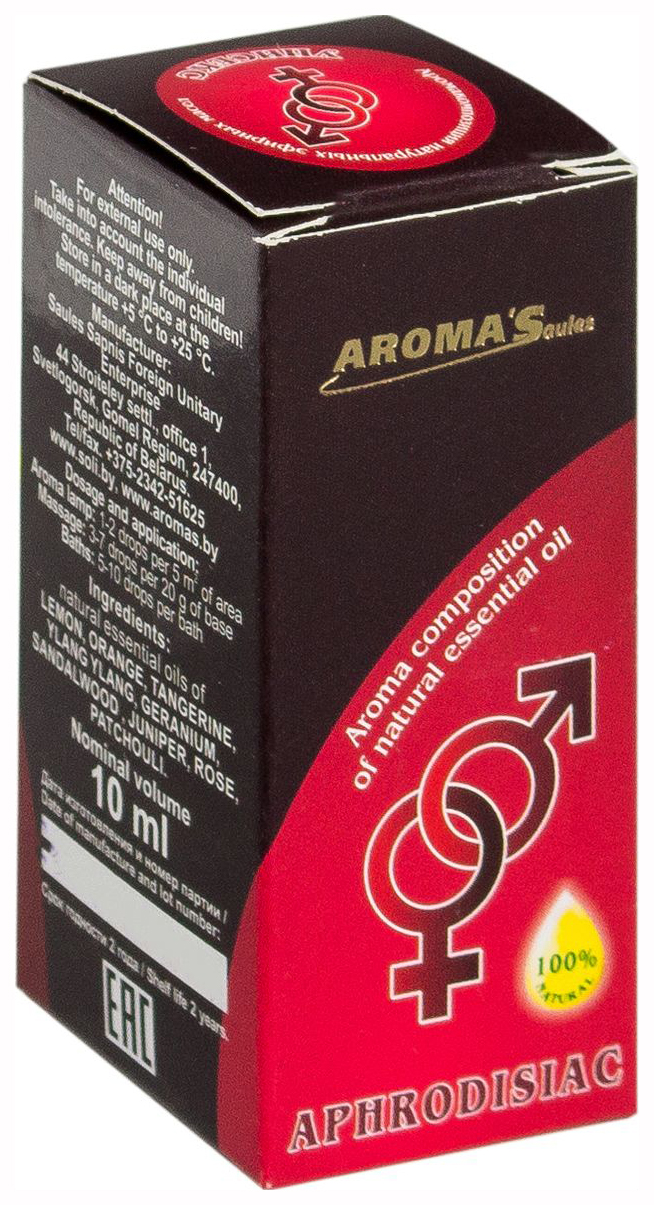 АФРОДИЗ
Аромакомпозиция натуральных эфирных масел
Attention!
For external use only.
Take into account the individual
intolerance. Keep away from children!
Store in a dark place at the
temperature +5 °C to +25 °C.
Manufacturer:
Saules Sapnis Foreign Unitary
Enterprise
44 Stroiteley settl., office 1,
Svetlogorsk, Gomel Region, 247400,
Republic of Belarus.
Tel/fax. +375-2342-51625
www.soli.by, www.aromas.by
Dosage and application:
Aroma lamp: 1-2 drops per 5 m² of area
Massage: 3-7 drops per 20 g of base
Baths: 5-10 drops per bath
Ingredients:
natural essential oils of
LEMON, ORANGE, TANGERINE,
YLANG YLANG, GERANIUM,
SANDALWOOD, JUNIPER, ROSE,
PATCHOULI.
Nominal volume
10 ml
Дата изготовления и номер партии /
Date of manufacture and lot number:
Срок годности 2 года / Shelf life 2 years.
EAC
AROMA'Saules
Aroma composition
of natural essential oil
100%
NATURAL
APHRODISIAC